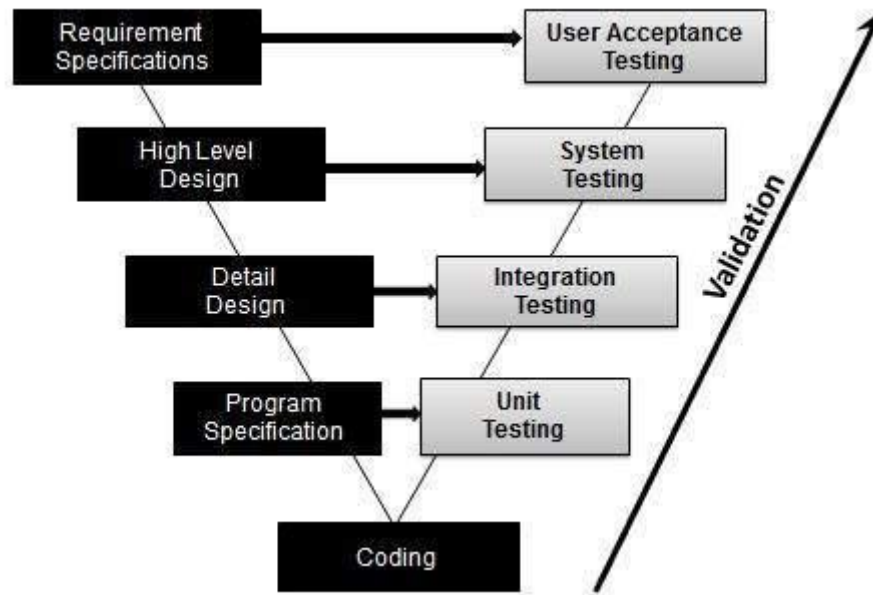 Requirement
Specifications
User Acceptance
Testing
High Level
Design
System
Testing
Detail
Design
Integration
Testing
Program
Specification
Unit
Testing
Coding
Validation